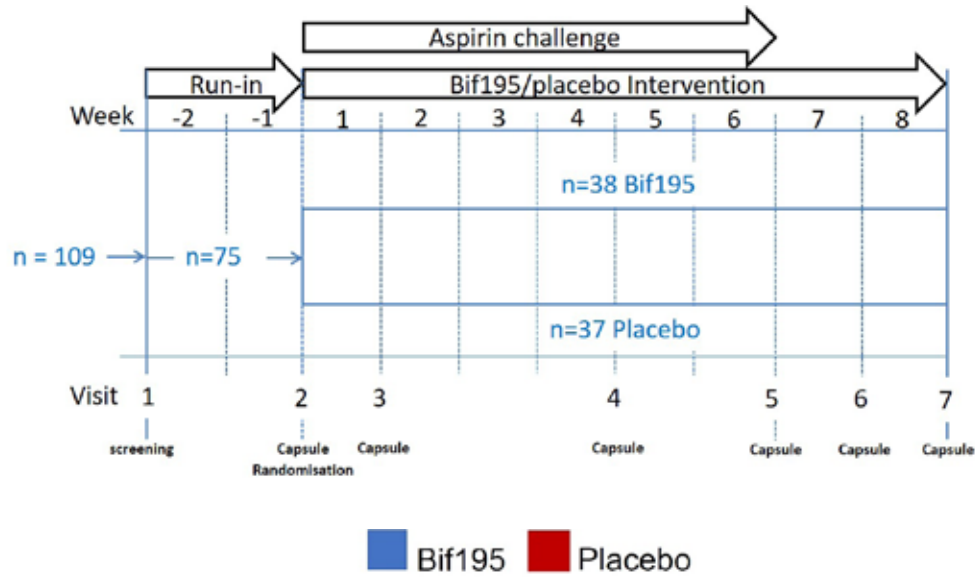 Aspirin challenge
Run-in Bif195/placebo Intervention
Week -2 -1 1 2 3 4 5 6 7 8
n=38 Bif195
n = 109 n=75
n=37 Placebo
Visit 1 2 3 4 5 6 7
screening Capsule Capsule Capsule Capsule Capsule Capsule
Randomisation
Bif195 Placebo